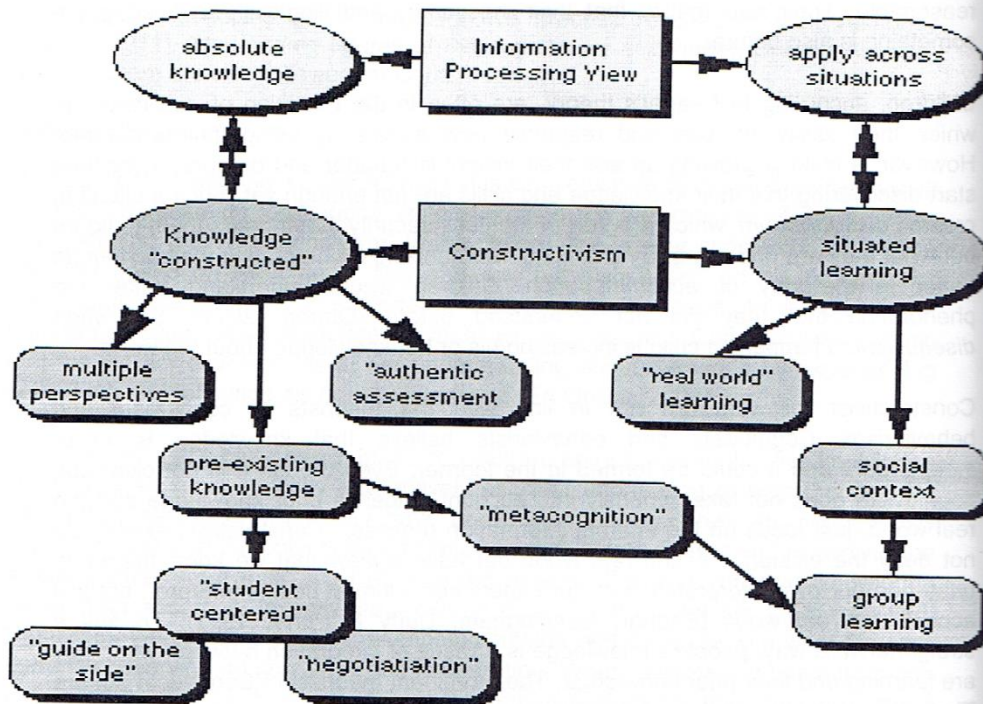 absolute
knowledge
Information
Processing View
apply across
situations
Knowledge
"constructed"
Constructivism
situated
learning
multiple
perspectives
"authentic
assessment
"real world"
learning
pre-existing
knowledge
"metacognition"
social
context
"student
centered"
group
learning
"guide on the
side"
"negotiatiation"